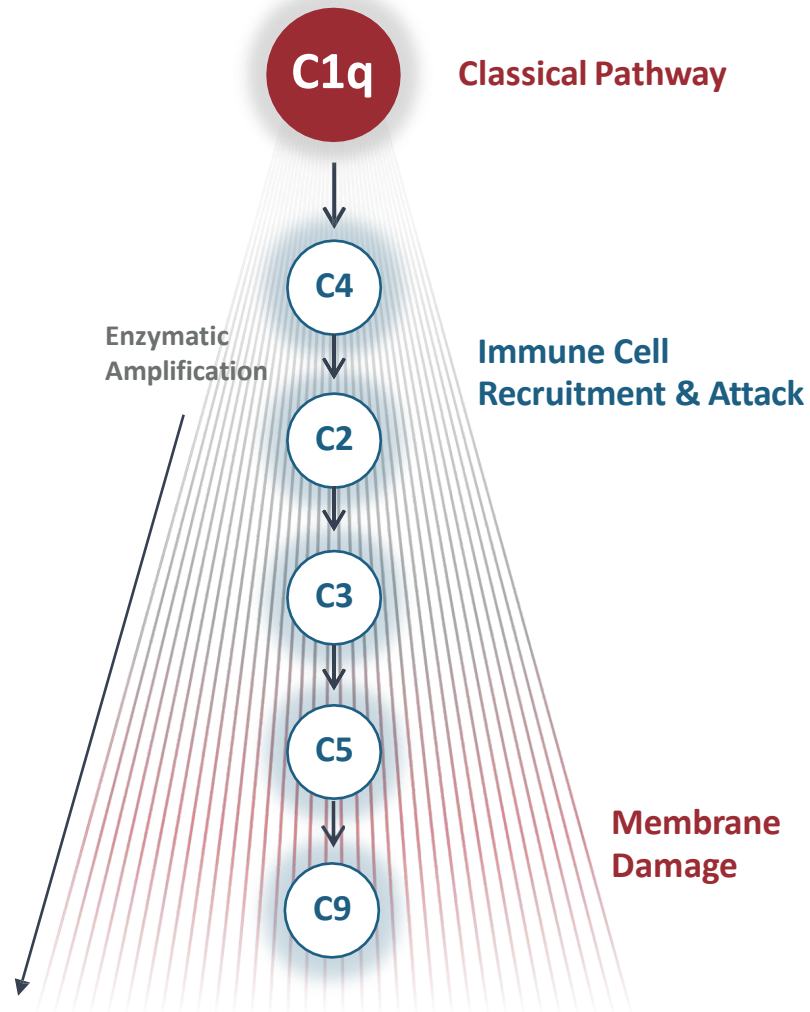 C1q
Classical Pathway
C4
Enzymatic
Amplification
Immune Cell
Recruitment & Attack
C2
C3
C5
Membrane
Damage
C9